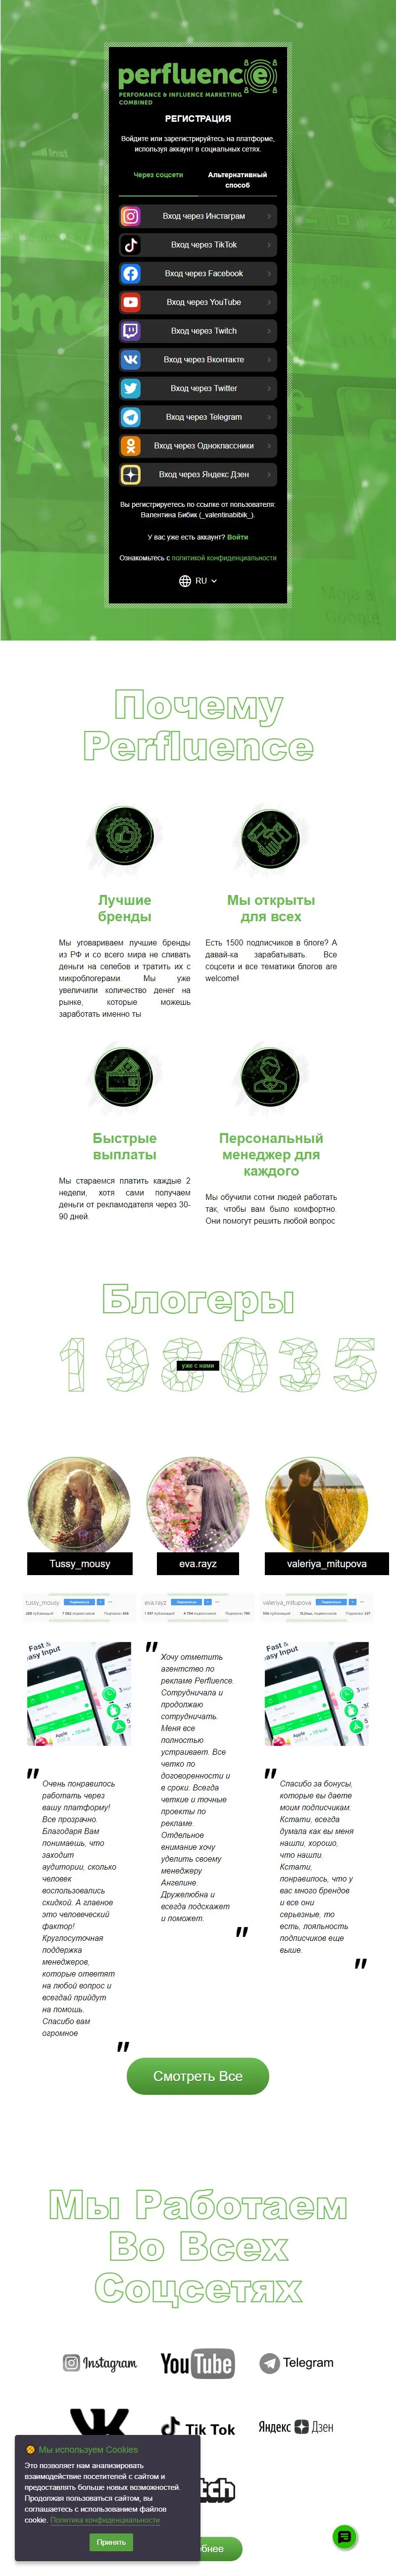 perfluence
PERFOMANCE & INFLUENCE MARKETING
COMBINED
РЕГИСТРАЦИЯ
Войдите или зарегистрируйтесь на платформе,
используя аккаунт в социальных сетях.
Через соцсети
Альтернативный
способ
Вход через Инстаграм
Вход через TikTok
Вход через Facebook
Вход через YouTube
Вход через Twitch
Вход через Вконтакте
Вход через Twitter
Вход через Telegram
Вход через Одноклассники
Вход через Яндекс Дзен
Вы регистрируетесь по ссылке от пользователя:
Валентина Бибик (_valentinabibik_).
У вас уже есть аккаунт? Войти
Ознакомьтесь с политикой конфиденциальности
RU
Почему
Perfluence
Лучшие
бренды
Мы уговариваем лучшие бренды
из РФ и со всего мира не сливать
деньги на селебов и тратить их с
микроблогерами. Мы уже
увеличили количество денег на
рынке, которые можешь
заработать именно ты
Мы открыты
для всех
Есть 1500 подписчиков в блоге? А
давай-ка зарабатывать. Все
соцсети и все тематики блогов are
welcome!
Быстрые
выплаты
Мы стараемся платить каждые 2
недели, хотя сами получаем
деньги от рекламодателя через 30-
90 дней.
Персональный
менеджер для
каждого
Мы обучили сотни людей работать
так, чтобы вам было комфортно.
Они помогут решить любой вопрос
Блогеры
198035
уже с нами
Tussy_mousy
eva.rayz
valeriya_mitupova
tussy_mousy
eva.rayz
valeriya_mitupova
Fast &
asy Input
Apple
Fast &
asy Input
Apple
" Очень понравилось
работать через
вашу платформу!
Все прозрачно.
Благодаря Вам
понимаешь, что
заходит
аудитории, сколько
человек
воспользовались
скидкой. А главное
это человеческий
фактор!
Круглосуточная
поддержка
менеджеров,
которые ответят
на любой вопрос и
всегдай прийдут
на помощь.
Спасибо вам
огромное "
" Хочу отметить
агентство по
рекламе Perfluence.
Сотрудничала и
продолжаю
сотрудничать.
Меня все
полностью
устраивает. Все
четко по
договоренности и
в сроки. Всегда
четкие и точные
проекты по
рекламе.
Отдельное
внимание хочу
уделить своему
менеджеру
Ангелине.
Дружелюбна и
всегда подскажет
и поможет. "
" Спасибо за бонусы,
которые вы даете
моим подписчикам.
Кстати, всегда
думала как вы меня
нашли, хорошо,
что нашли.
Кстати,
понравилось, что у
вас много брендов
и все они
серьезные, то
есть, лояльность
подписчиков еще
выше. "
Смотреть Все
Мы Работаем
Во Всех
Соцсетях
Instagram
YouTube
Telegram
Tik Tok
Яндекс Дзен
Мы используем Cookies
Это позволяет нам анализировать
взаимодействие посетителей с сайтом и
предоставлять больше новых возможностей.
Продолжая пользоваться сайтом, вы
соглашаетесь с использованием файлов
cookie. Политика конфиденциальности
Принять